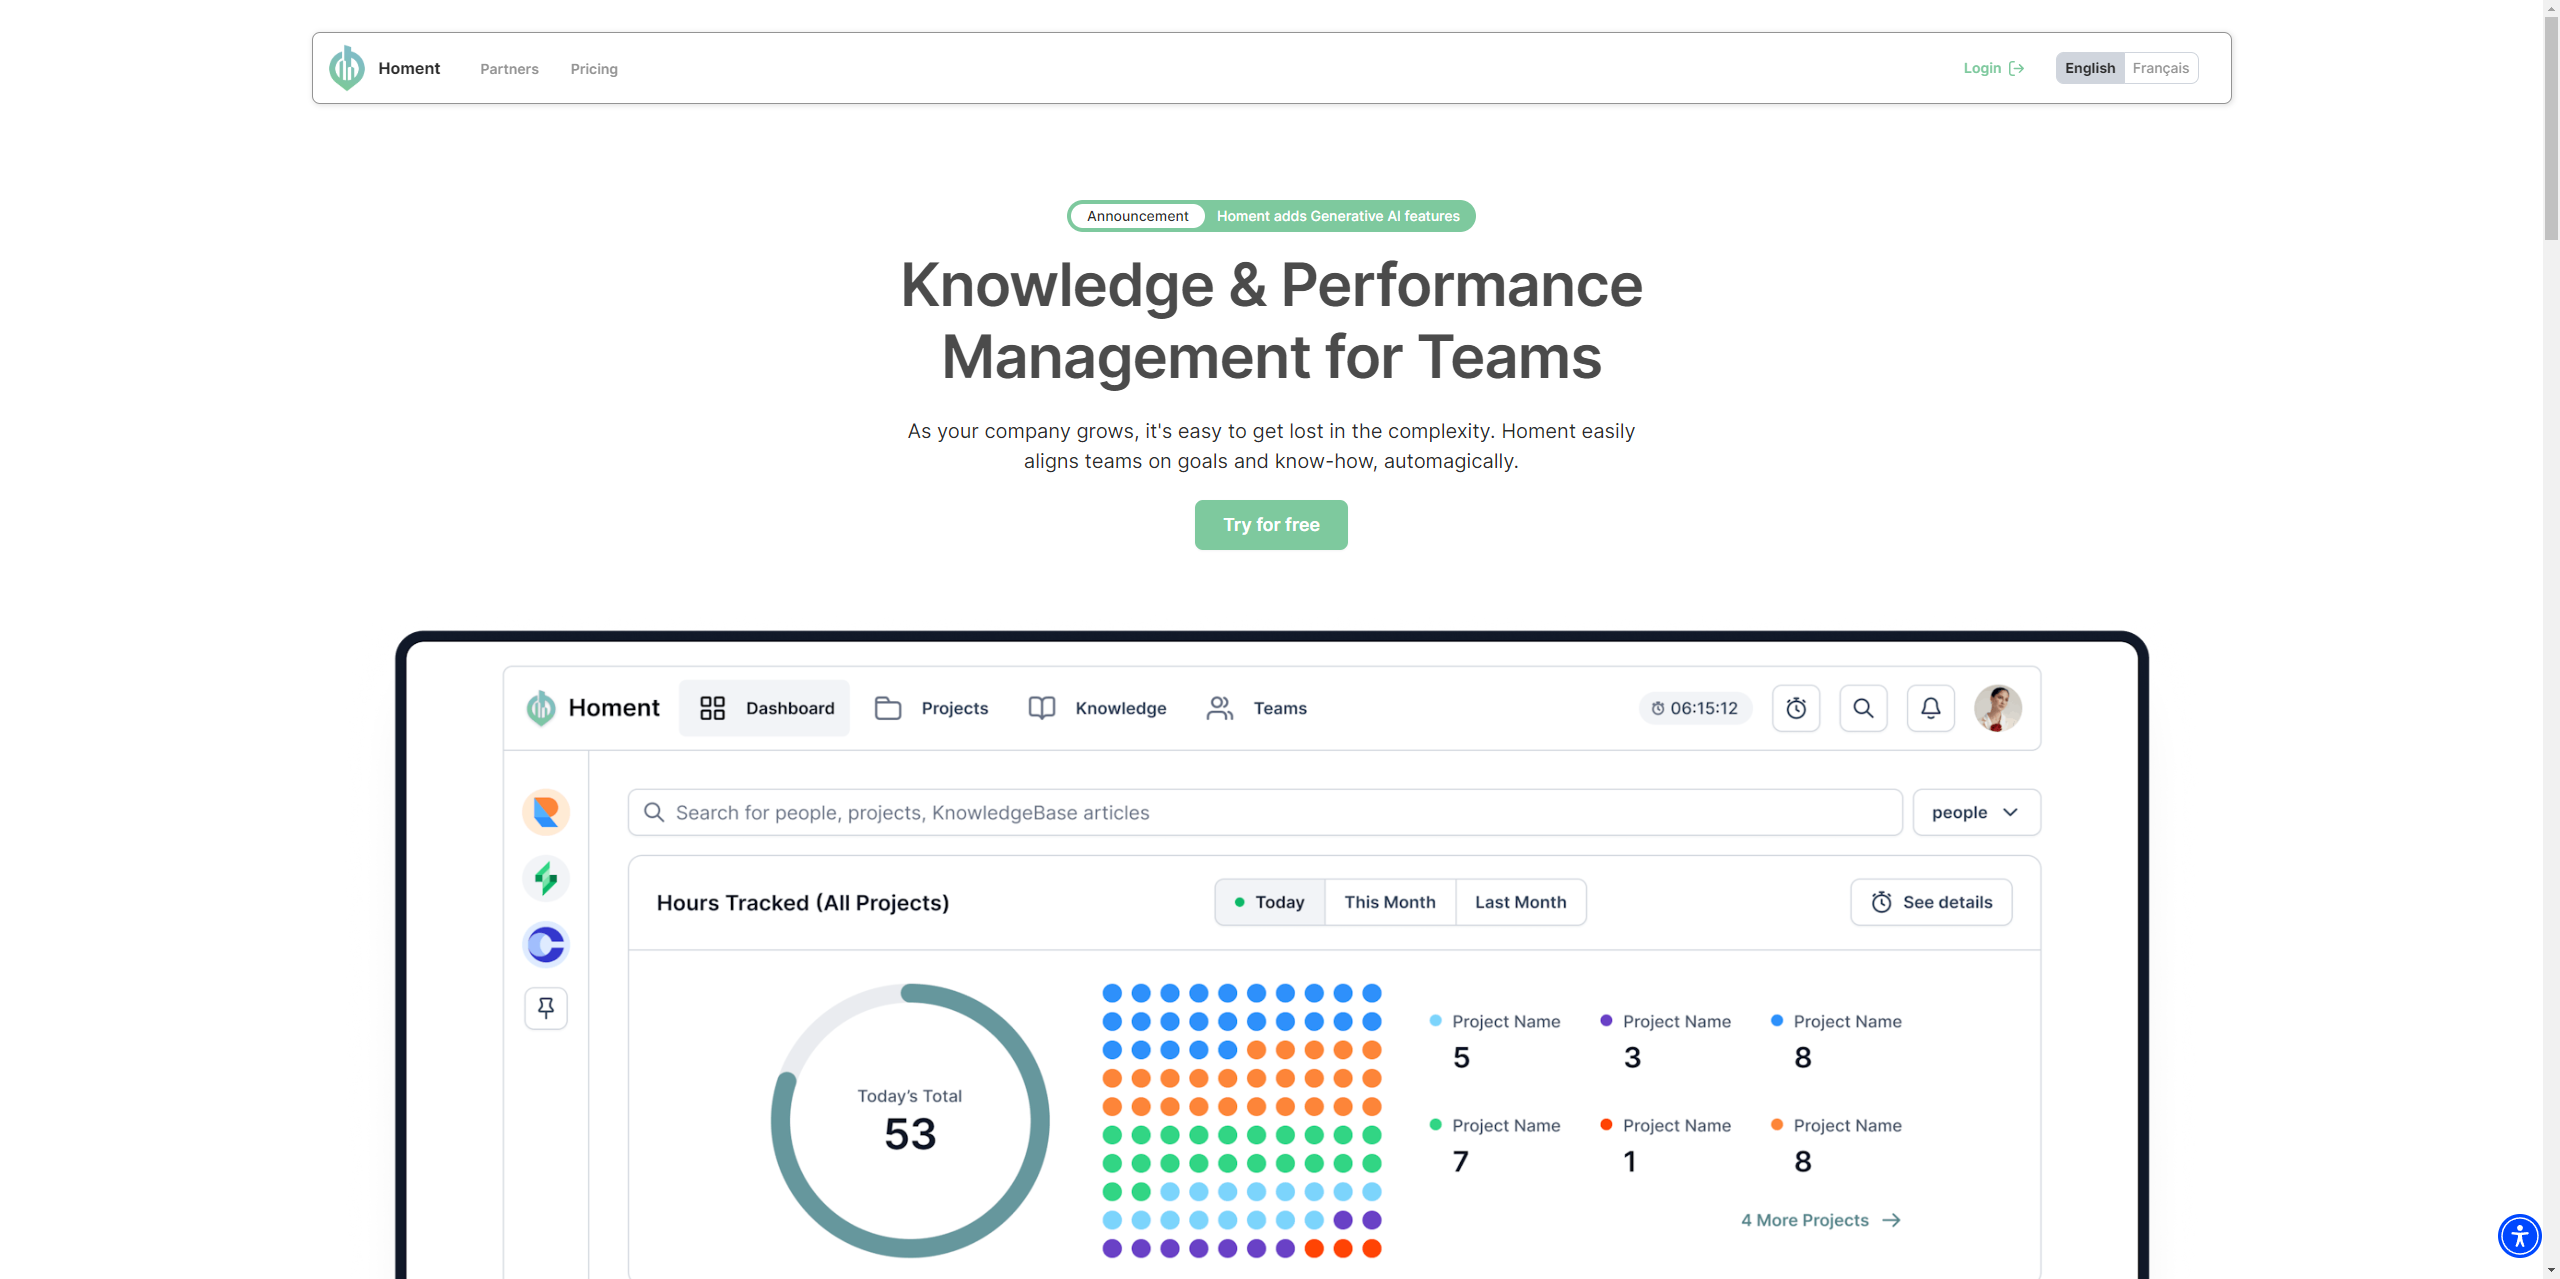 Homent
Partners
Pricing
Login
English
Français
Announcement
Homent adds Generative AI features
Knowledge & Performance
Management for Teams
As your company grows, it's easy to get lost in the complexity. Homent easily
aligns teams on goals and know-how, automagically.
Try for free
Homent
Dashboard
Projects
Knowledge
Teams
06:15:12
Search for people, projects, KnowledgeBase articles
people
Hours Tracked (All Projects)
Today
This Month
Last Month
See details
Today's Total
53
Project Name
5
Project Name
3
Project Name
8
Project Name
7
Project Name
1
Project Name
8
4 More Projects